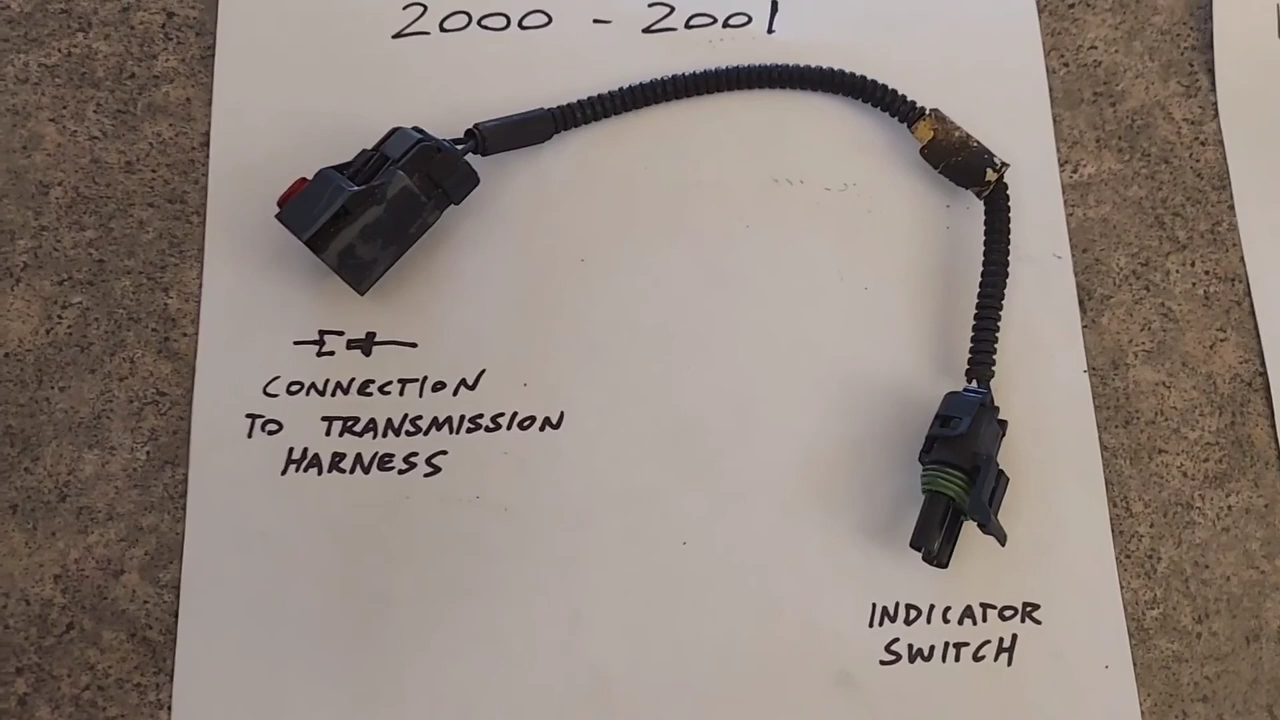 2000 - 2001
CONNECTION
TO TRANSMISSION
HARNESS
INDICATOR
SWITCH